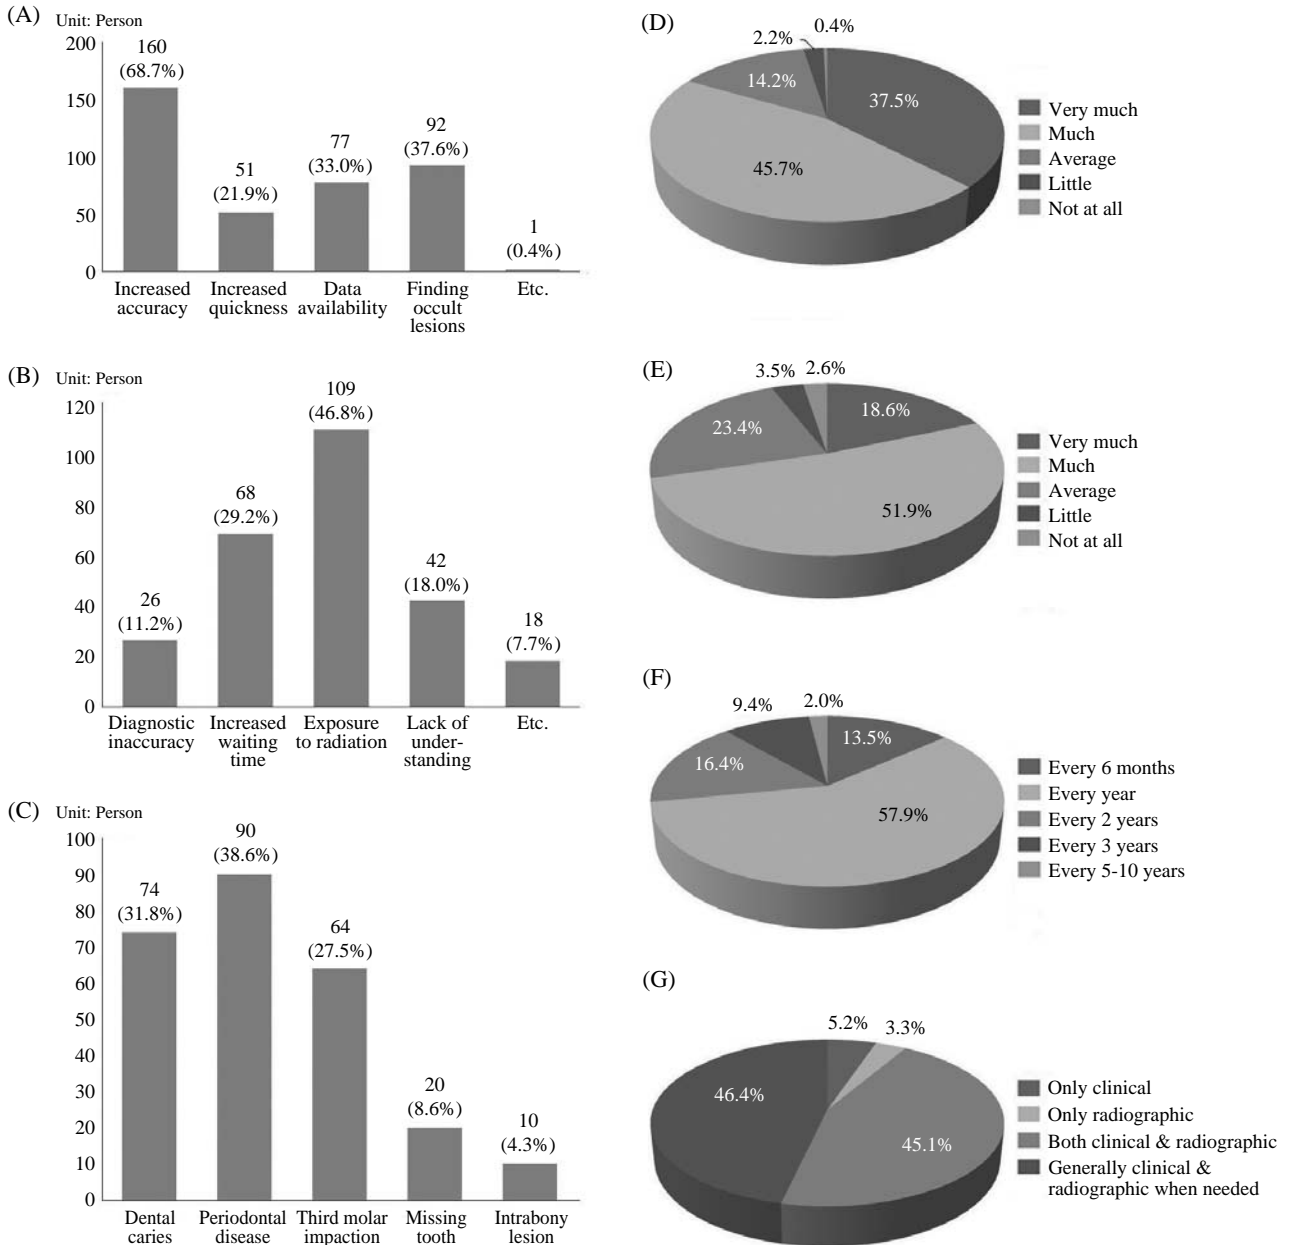 (A)
Unit: Person
200
150
100
50
0
160
(68.7%)
51
(21.9%)
77
(33.0%)
92
(37.6%)
1
(0.4%)
Increased
accuracy
Increased
quickness
Data
availability
Finding
occult
lesions
Etc.
(B)
Unit: Person
120
100
80
60
40
20
0
26
(11.2%)
68
(29.2%)
109
(46.8%)
42
(18.0%)
18
(7.7%)
Diagnostic
inaccuracy
Increased
waiting
time
Exposure
to radiation
Lack of
under-
standing
Etc.
(C)
Unit: Person
100
90
80
70
60
50
40
30
20
10
0
74
(31.8%)
90
(38.6%)
64
(27.5%)
20
(8.6%)
10
(4.3%)
Dental
caries
Periodontal
disease
Third molar
impaction
Missing
tooth
Intrabony
lesion
(D)
2.2%
0.4%
14.2%
37.5%
45.7%
Very much
Much
Average
Little
Not at all
(E)
3.5%
2.6%
18.6%
23.4%
51.9%
Very much
Much
Average
Little
Not at all
(F)
9.4%
2.0%
13.5%
16.4%
57.9%
Every 6 months
Every year
Every 2 years
Every 3 years
Every 5-10 years
(G)
5.2%
3.3%
46.4%
45.1%
Only clinical
Only radiographic
Both clinical & radiographic
Generally clinical &
radiographic when needed